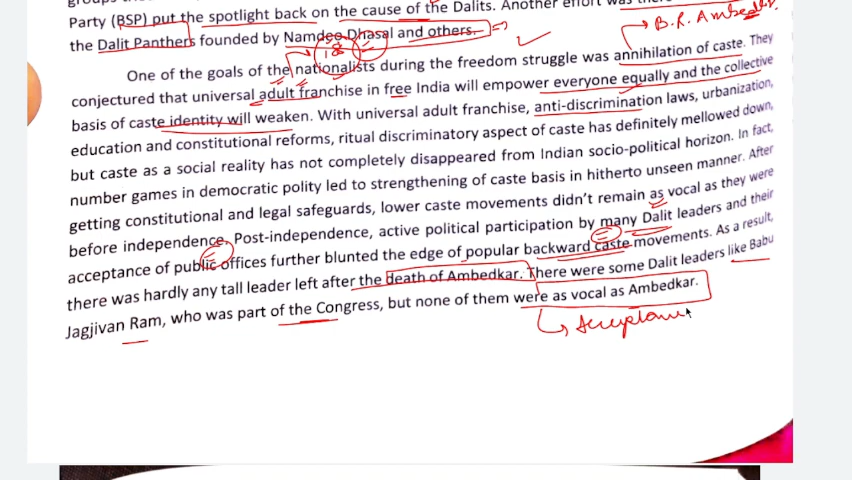 Party (BSP) put the spotlight back on the cause of the Dalits. Another effort was
B.R. Ambedkar.
the Dalit Panthers founded by Namdeo Dhasal and others.
18
One of the goals of the nationalists during the freedom struggle was annihilation of caste. They
conjectured that universal adult franchise in free India will empower everyone equally and the collective
basis of caste identity will weaken. With universal adult franchise, anti-discrimination laws, urbanization,
education and constitutional reforms, ritual discriminatory aspect of caste has definitely mellowed down,
but caste as a social reality has not completely disappeared from Indian socio-political horizon. In fact,
number games in democratic polity led to strengthening of caste basis in hitherto unseen manner. After
getting constitutional and legal safeguards, lower caste movements didn't remain as vocal as they were
before independence. Post-independence, active political participation by many Dalit leaders and their
acceptance of public offices further blunted the edge of popular backward caste movements. As a result,
there was hardly any tall leader left after the death of Ambedkar. There were some Dalit leaders like Babu
Jagjivan Ram, who was part of the Congress, but none of them were as vocal as Ambedkar.